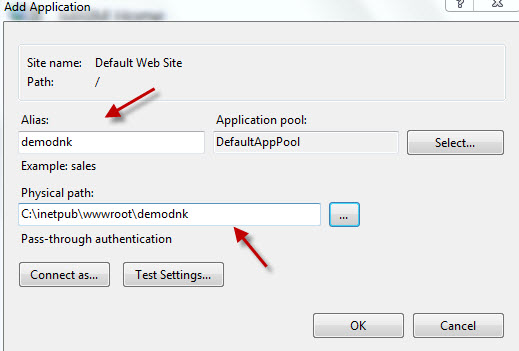 Add Application
Site name: Default Web Site
Path: /
Alias: Application pool:
demodnk DefaultAppPool Select...
Example: sales
Physical path:
C:\inetpub\wwwroot\demodnk ...
Pass-through authentication
Connect as... Test Settings...
OK Cancel